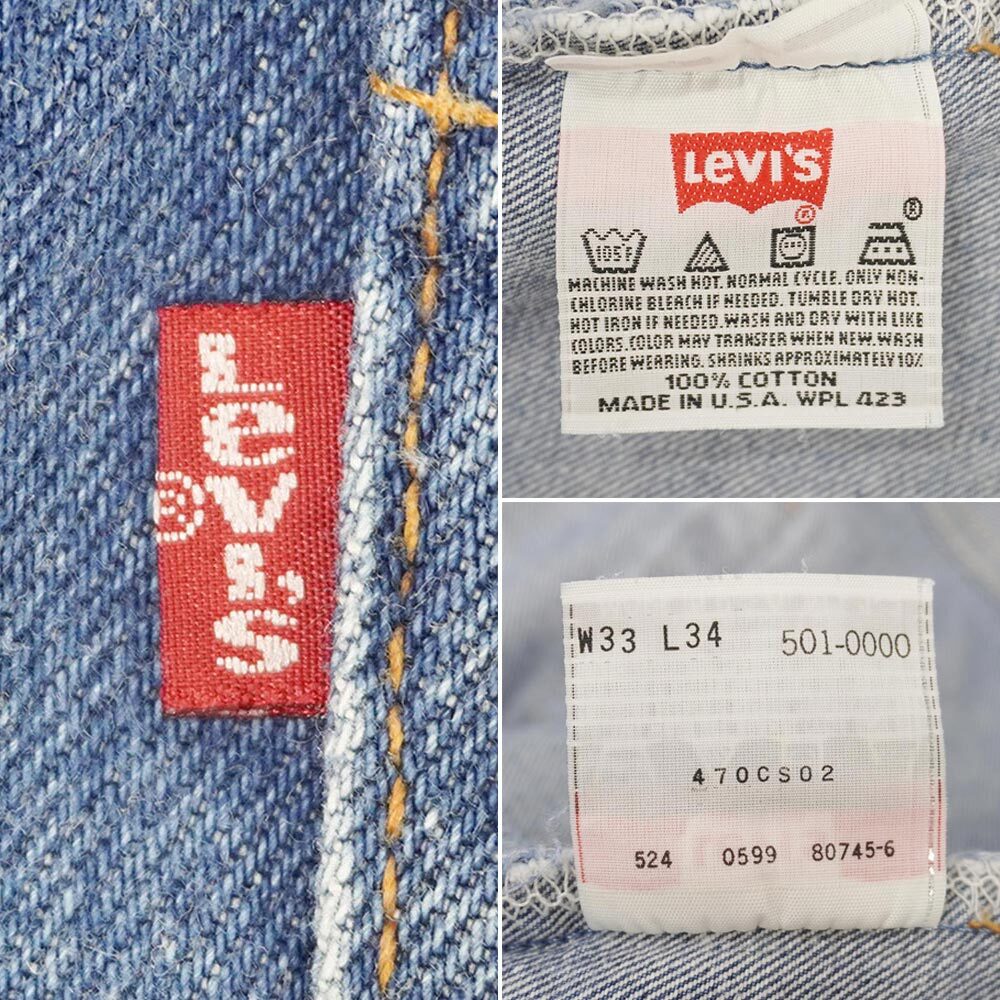 Levi's
®
LEVI'S
®
®
105F
MACHINE WASH HOT. NORMAL CYCLE. ONLY NON-
CHLORINE BLEACH IF NEEDED. TUMBLE DRY HOT.
HOT IRON IF NEEDED. WASH AND DRY WITH LIKE
COLORS. COLOR MAY TRANSFER WHEN NEW. WASH
BEFORE WEARING. SHRINKS APPROXIMATELY 10%
100% COTTON
MADE IN U.S.A. WPL 423
W33 L34 501-0000
470CS02
524 0599 80745-6